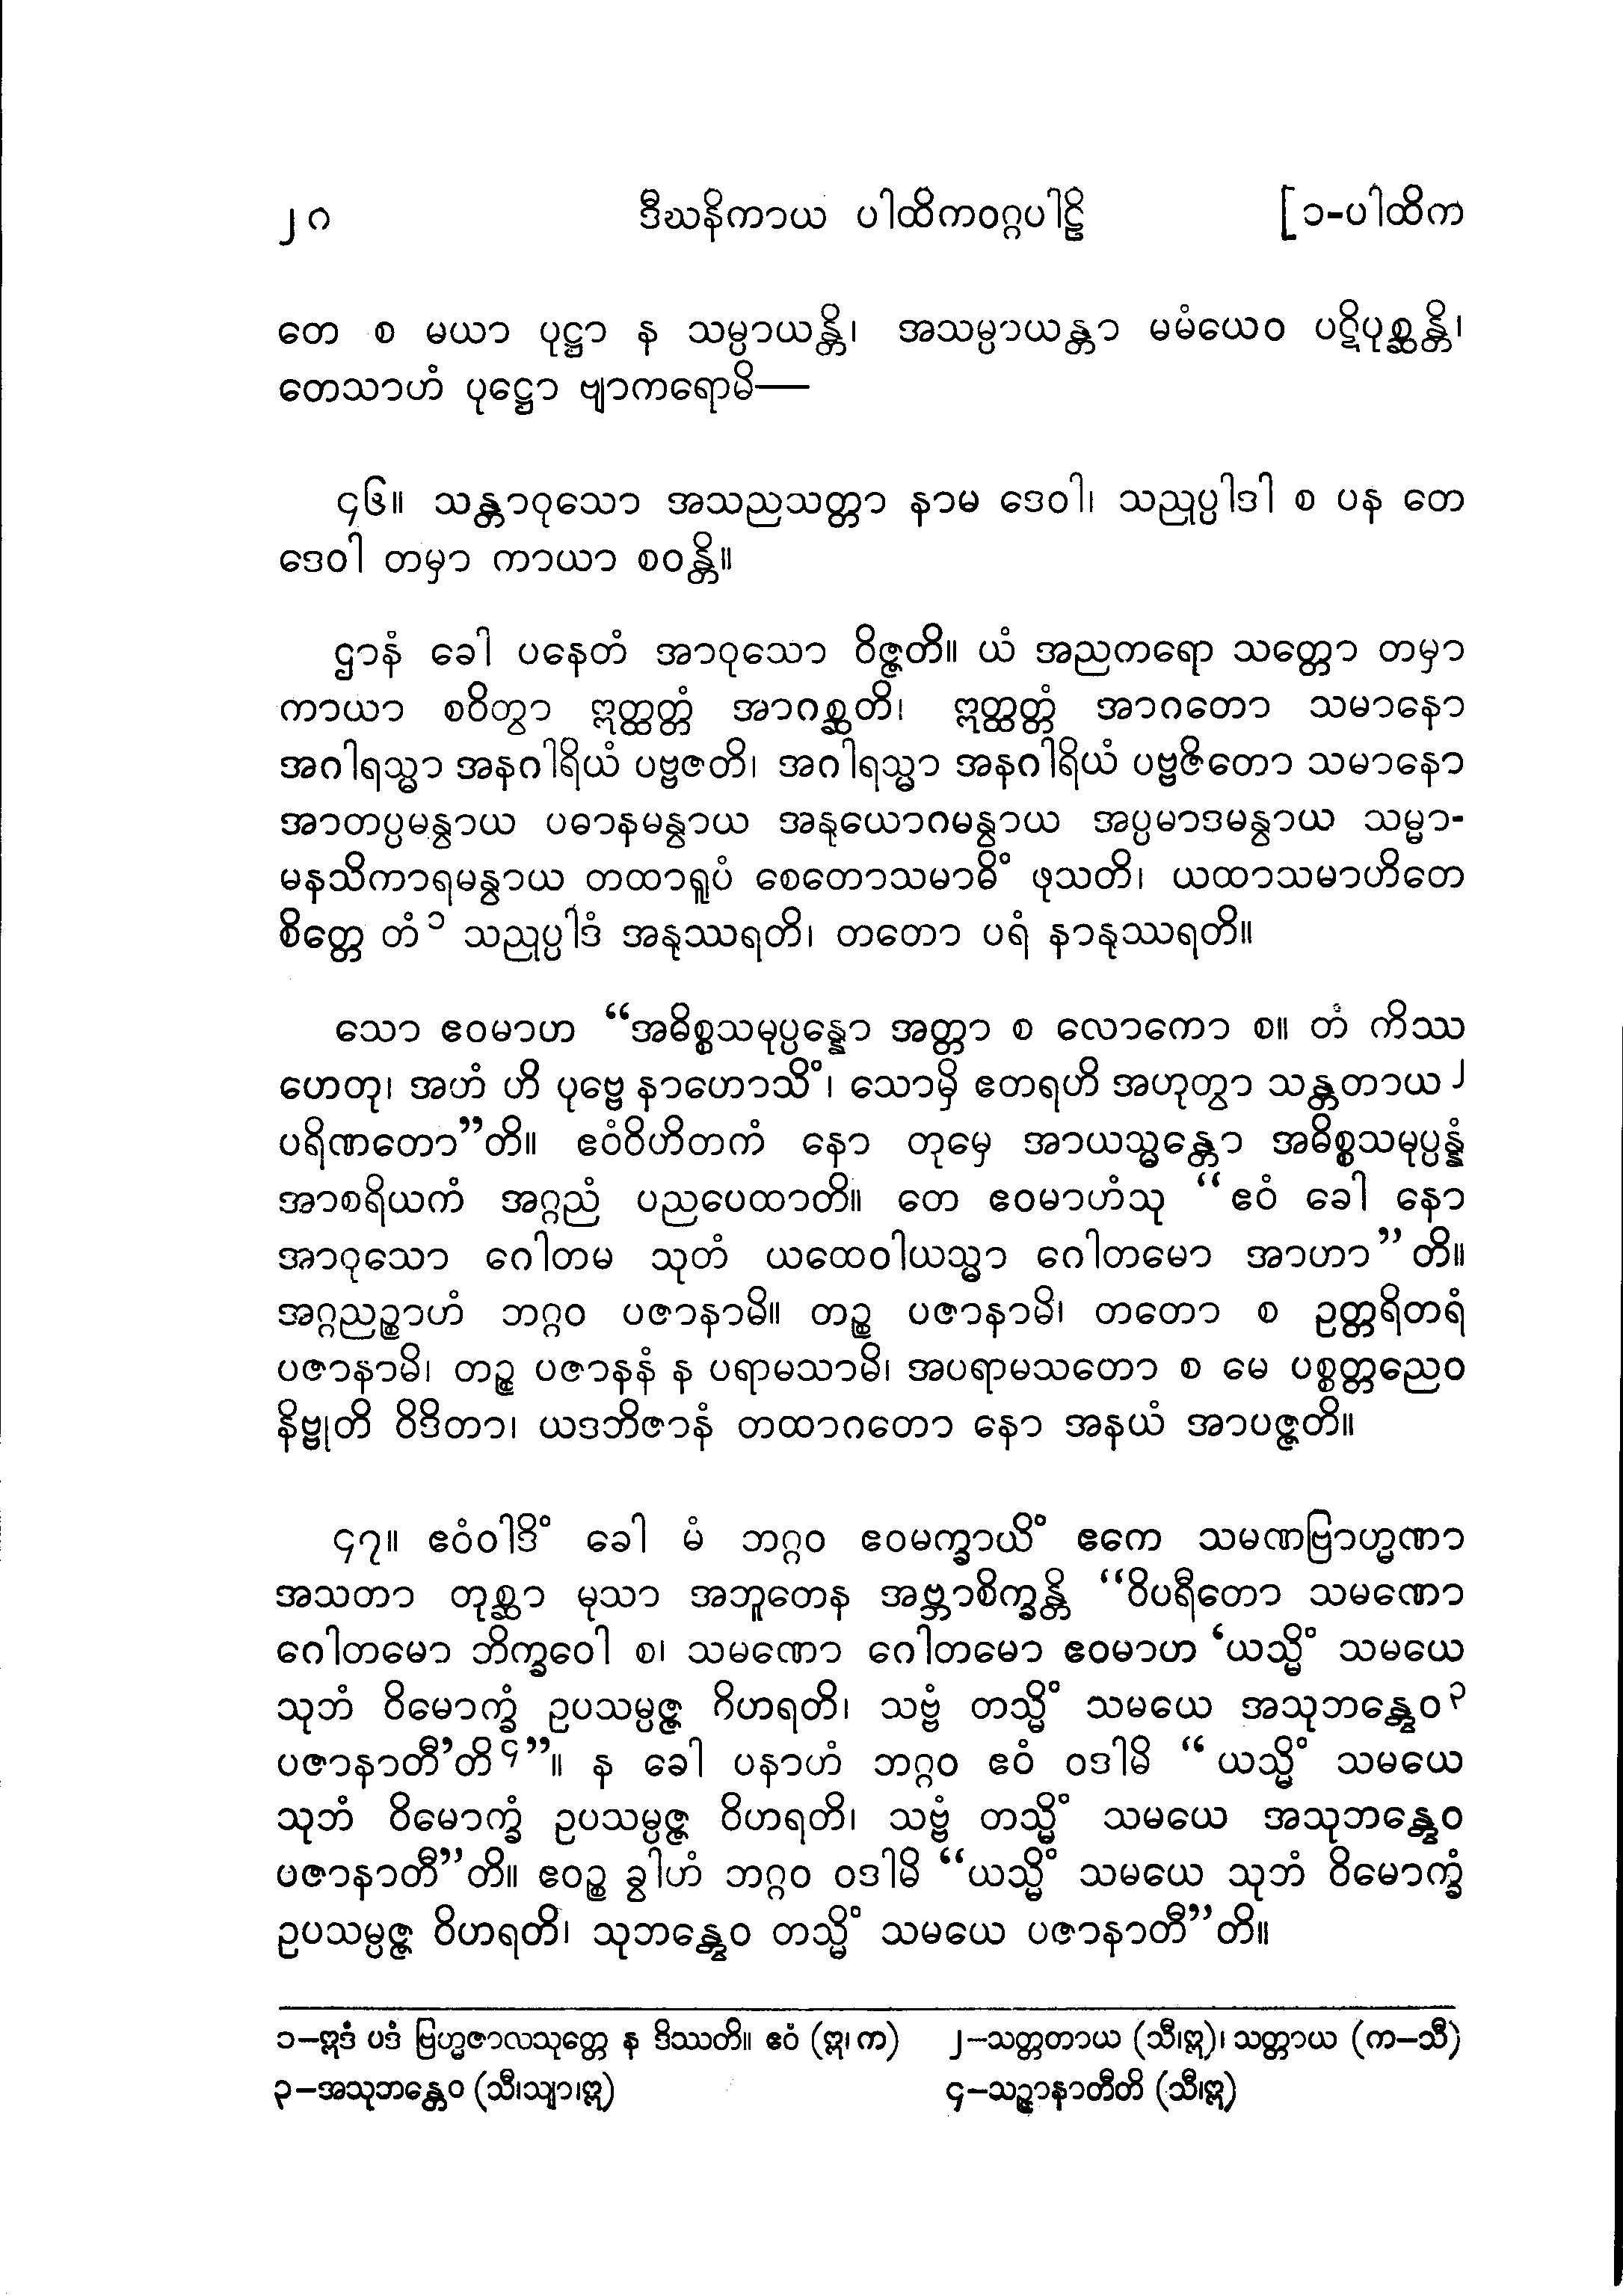 ၂၈ ဒီဃနိကာယ ပါထိကဝဂ္ဂပါဠိ [၁-ပါထိက
တေ စ မယာ ပုဋ္ဌာ န သမ္ပာယန္တိ၊ အသမ္ပာယန္တာ မမံယေဝ ပဋိပုစ္ဆန္တိ၊
တေသာဟံ ပုဋ္ဌော ဗျာကရောမိ—
၄၆။ သန္တာဝုသော အသညသတ္တာ နာမ ဒေဝါ၊ သညုပ္ပါဒါ စ ပန တေ
ဒေဝါ တမှာ ကာယာ စဝန္တိ။
ဌာနံ ခေါ ပနေတံ အာဝုသော ဝိဇ္ဇတိ။ ယံ အညကရော သတ္တော တမှာ
ကာယာ စဝိတွာ ဣတ္ထတ္တံ အာဂစ္ဆတိ၊ ဣတ္ထတ္တံ အာဂတော သမာနော
အဂါရသ္မာ အနဂါရိယံ ပဗ္ဗဇတိ၊ အဂါရသ္မာ အနဂါရိယံ ပဗ္ဗဇိတော သမာနော
အာတပ္ပမန္ဝာယ ပဓာနမန္ဝာယ အနုယောဂမန္ဝာယ အပ္ပမာဒမန္ဝာယ သမ္မာ-
မနသိကာရမန္ဝာယ တထာရူပံ စေတောသမာဓိံ ဖုသတိ၊ ယထာသမာဟိတေ
စိတ္တေ တံ ၁ သညုပ္ပါဒံ အနုဿရတိ၊ တတော ပရံ နာနုဿရတိ။
သော ဧဝမာဟ “အဓိစ္စသမုပ္ပန္နော အတ္တာ စ လောကော စ။ တံ ကိဿ
ဟေတု၊ အဟံ ဟိ ပုဗ္ဗေ နာဟောသိံ၊ သောမှိ ဧတရဟိ အဟုတွာ သန္တတာယ ၂
ပရိဏတော”တိ။ ဧဝံဝိဟိတကံ နော တုမှေ အာယသ္မန္တော အဓိစ္စသမုပ္ပန္နံ
အာစရိယကံ အဂ္ဂညံ ပညပေထာတိ။ တေ ဧဝမာဟံသု “ဧဝံ ခေါ နော
အာဝုသော ဂေါတမ သုတံ ယထေဝါယသ္မာ ဂေါတမော အာဟာ”တိ။
အဂ္ဂညဉ္စာဟံ ဘဂ္ဂဝ ပဇာနာမိ။ တဉ္စ ပဇာနာမိ၊ တတော စ ဥတ္တရိတရံ
ပဇာနာမိ၊ တဉ္စ ပဇာနနံ န ပရာမသာမိ၊ အပရာမသတော စ မေ ပစ္စတ္တညေဝ
နိဗ္ဗုတိ ဝိဒိတာ၊ ယဒဘိဇာနံ တထာဂတော နော အနယံ အာပဇ္ဇတိ။
၄၇။ ဧဝံဝါဒိံ ခေါ မံ ဘဂ္ဂဝ ဧဝမက္ခာယိံ ဧကေ သမဏဗြာဟ္မဏာ
အသတာ တုစ္ဆာ မုသာ အဘူတေန အဗ္ဘာစိက္ခန္တိ “ဝိပရီတော သမဏော
ဂေါတမော ဘိက္ခဝေါ စ၊ သမဏော ဂေါတမော ဧဝမာဟ ‘ယသ္မိံ သမယေ
သုဘံ ဝိမောက္ခံ ဥပသမ္ပဇ္ဇ ဂိဟရတိ၊ သဗ္ဗံ တသ္မိံ သမယေ အသုဘန္တွေဝ ၃
ပဇာနာတီ’တိ ၄”။ န ခေါ ပနာဟံ ဘဂ္ဂဝ ဧဝံ ဝဒါမိ “ယသ္မိံ သမယေ
သုဘံ ဝိမောက္ခံ ဥပသမ္ပဇ္ဇ ဝိဟရတိ၊ သဗ္ဗံ တသ္မိံ သမယေ အသုဘန္တွေဝ
ပဇာနာတီ”တိ။ ဧဝဉ္စ ခွါဟံ ဘဂ္ဂဝ ဝဒါမိ “ယသ္မိံ သမယေ သုဘံ ဝိမောက္ခံ
ဥပသမ္ပဇ္ဇ ဝိဟရတိ၊ သုဘန္တွေဝ တသ္မိံ သမယေ ပဇာနာတီ”တိ။
၁—ဣဒံ ပဒံ ဗြဟ္မဇာလသုတ္တေ န ဒိဿတိ။ ဧဝံ (ဣ၊ က) ၂—သတ္တတာယ (သီ၊ဣ)၊ သတ္တာယ (က—သီ)
၃—အသုဘန္တေဝ (သီ၊သျာ၊ဣ) ၄—သဉ္ဇာနာတီတိ (သီ၊ဣ)